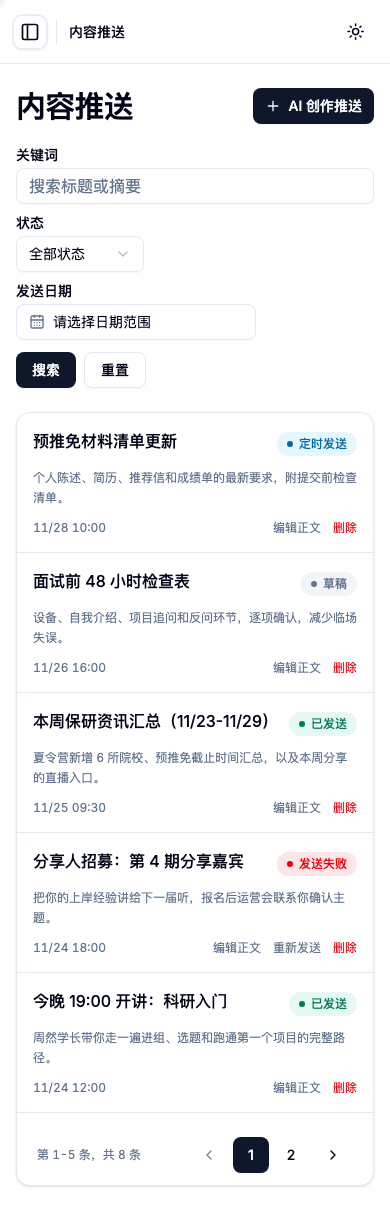 内容推送
内容推送
AI 创作推送
关键词
搜索标题或摘要
状态
全部状态
发送日期
请选择日期范围
搜索 重置
预推免材料清单更新 定时发送
个人陈述、简历、推荐信和成绩单的最新要求，附提交前检查
清单。
11/28 10:00 编辑正文 删除
面试前 48 小时检查表 草稿
设备、自我介绍、项目追问和反问环节，逐项确认，减少临场
失误。
11/26 16:00 编辑正文 删除
本周保研资讯汇总（11/23-11/29） 已发送
夏令营新增 6 所院校、预推免截止时间汇总，以及本周分享
的直播入口。
11/25 09:30 编辑正文 删除
分享人招募：第 4 期分享嘉宾 发送失败
把你的上岸经验讲给下一届听，报名后运营会联系你确认主
题。
11/24 18:00 编辑正文 重新发送 删除
今晚 19:00 开讲：科研入门 已发送
周然学长带你走一遍进组、选题和跑通第一个项目的完整路
径。
11/24 12:00 编辑正文 删除
第 1-5 条，共 8 条 1 2